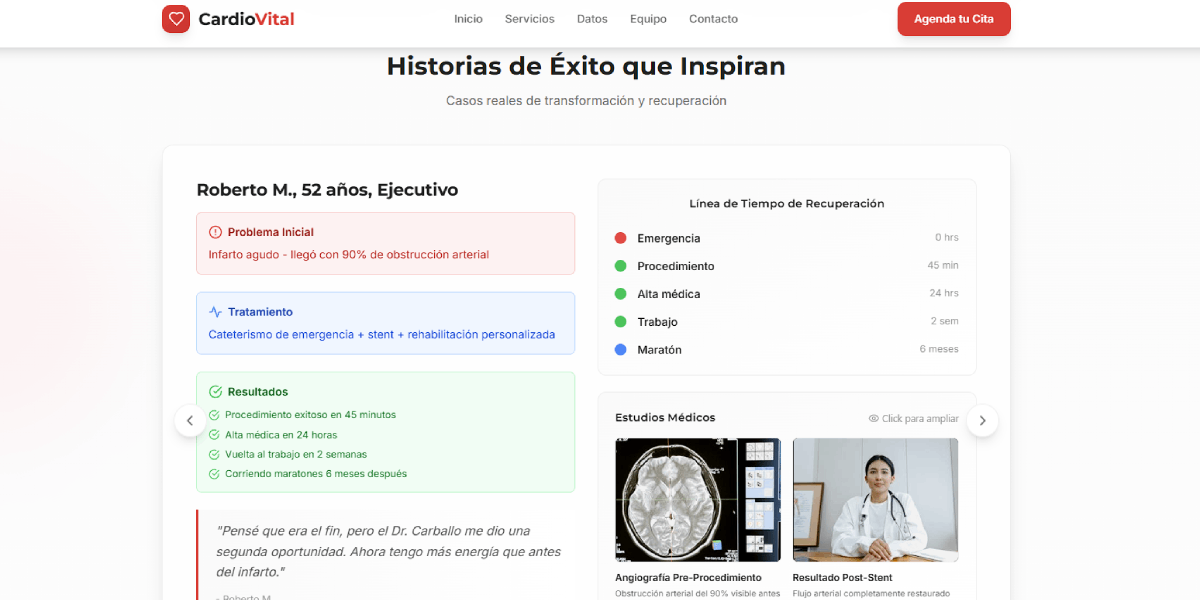 CardioVital
Inicio
Servicios
Datos
Equipo
Contacto
Agenda tu Cita
Historias de Éxito que Inspiran
Casos reales de transformación y recuperación
Roberto M., 52 años, Ejecutivo
Problema Inicial
Infarto agudo - llegó con 90% de obstrucción arterial
Tratamiento
Cateterismo de emergencia + stent + rehabilitación personalizada
Resultados
Procedimiento exitoso en 45 minutos
Alta médica en 24 horas
Vuelta al trabajo en 2 semanas
Corriendo maratones 6 meses después
"Pensé que era el fin, pero el Dr. Carballo me dio una
segunda oportunidad. Ahora tengo más energía que antes
del infarto."
- Roberto M.
Línea de Tiempo de Recuperación
Emergencia 0 hrs
Procedimiento 45 min
Alta médica 24 hrs
Trabajo 2 sem
Maratón 6 meses
Estudios Médicos
Click para ampliar
Angiografía Pre-Procedimiento
Obstrucción arterial del 90% visible antes
Resultado Post-Stent
Flujo arterial completamente restaurado